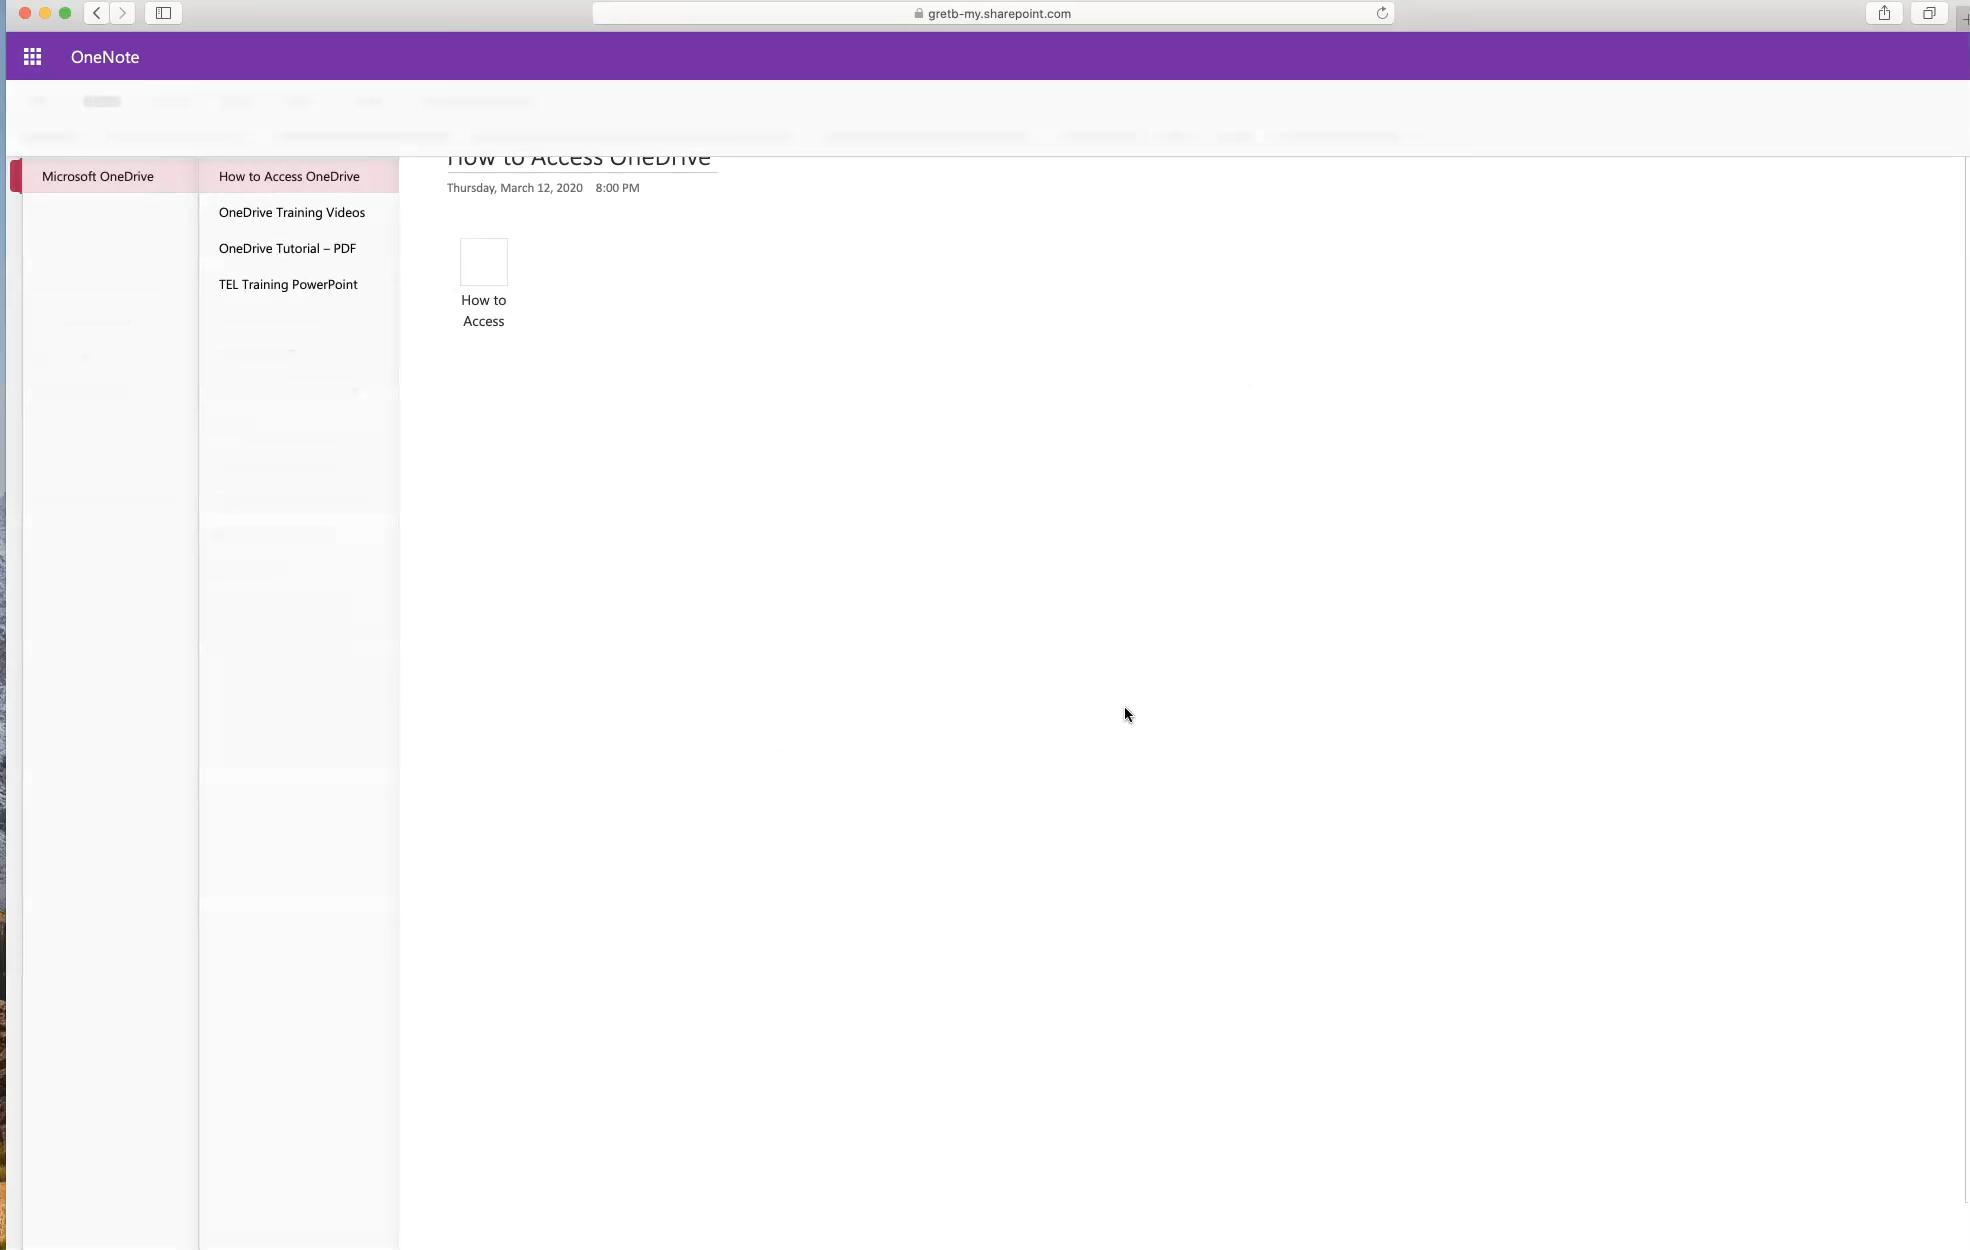 gretb-my.sharepoint.com
OneNote
Microsoft OneDrive
How to Access OneDrive
OneDrive Training Videos
OneDrive Tutorial – PDF
TEL Training PowerPoint
How to Access OneDrive
Thursday, March 12, 2020 8:00 PM
How to
Access